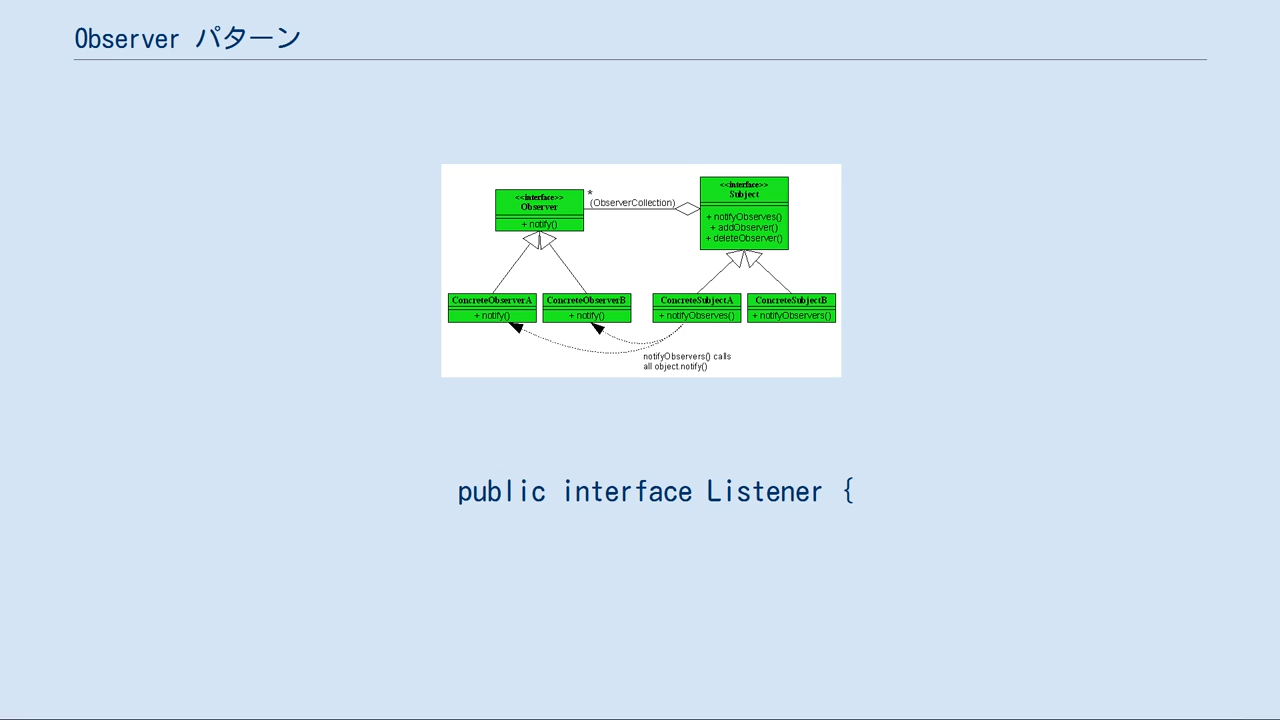 Observer パターン
<<interface>>
Observer
+ notify()
*
(ObserverCollection)
<<interface>>
Subject
+ notifyObserves()
+ addObserver()
+ deleteObserver()
ConcreteObserverA
+ notify()
ConcreteObserverB
+ notify()
ConcreteSubjectA
+ notifyObserves()
ConcreteSubjectB
+ notifyObservers()
notifyObservers() calls
all object.notify()
public interface Listener {